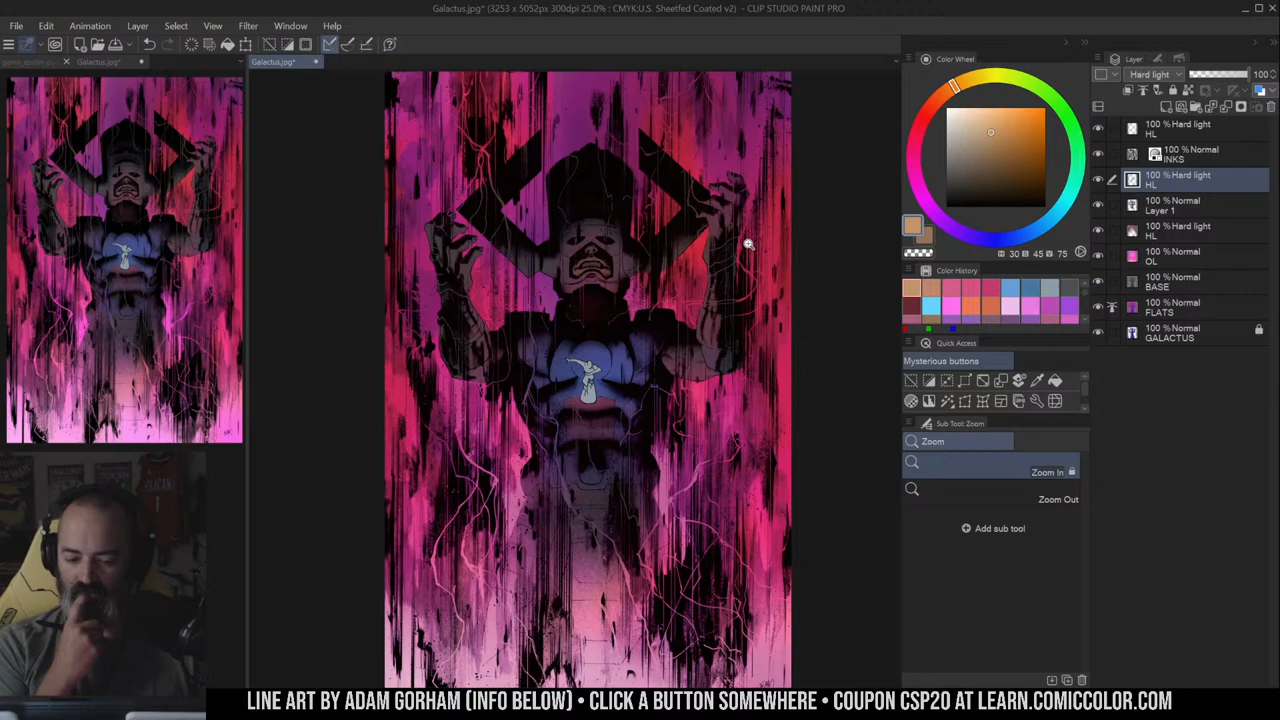 Galactus.jpg* (3253 x 5052px 300dpi 25.0% : CMYK:U.S. Sheetfed Coated v2) - CLIP STUDIO PAINT PRO
File Edit Animation Layer Select View Filter Window Help
Galactus.jpg*
Galactus.jpg*
Color Wheel
H 30 S 45 V 75
Color History
Quick Access
Mysterious buttons
Sub Tool: Zoom
Zoom
Zoom In
Zoom Out
Add sub tool
Layer
Hard light 100
100 % Hard light
HL
100 % Normal
INKS
100 % Hard light
HL
100 % Normal
Layer 1
100 % Hard light
HL
100 % Normal
OL
100 % Normal
BASE
100 % Normal
FLATS
100 % Normal
GALACTUS
LINE ART BY ADAM GORHAM (INFO BELOW) • CLICK A BUTTON SOMEWHERE • COUPON CSP20 AT LEARN.COMICCOLOR.COM